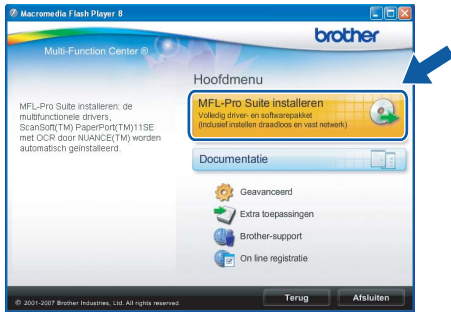 Macromedia Flash Player 8
brother
Multi-Function Center ®
Hoofdmenu
MFL-Pro Suite installeren: de
multifunctionele drivers,
ScanSoft(TM) PaperPort(TM)11SE
met OCR door NUANCE(TM) worden
automatisch geïnstalleerd.
MFL-Pro Suite installeren
Volledig driver- en softwarepakket
(Inclusief instellen draadloos en vast netwerk)
Documentatie
Geavanceerd
Extra toepassingen
Brother-support
On line registratie
© 2001-2007 Brother Industries, Ltd. All rights reserved.
Terug
Afsluiten